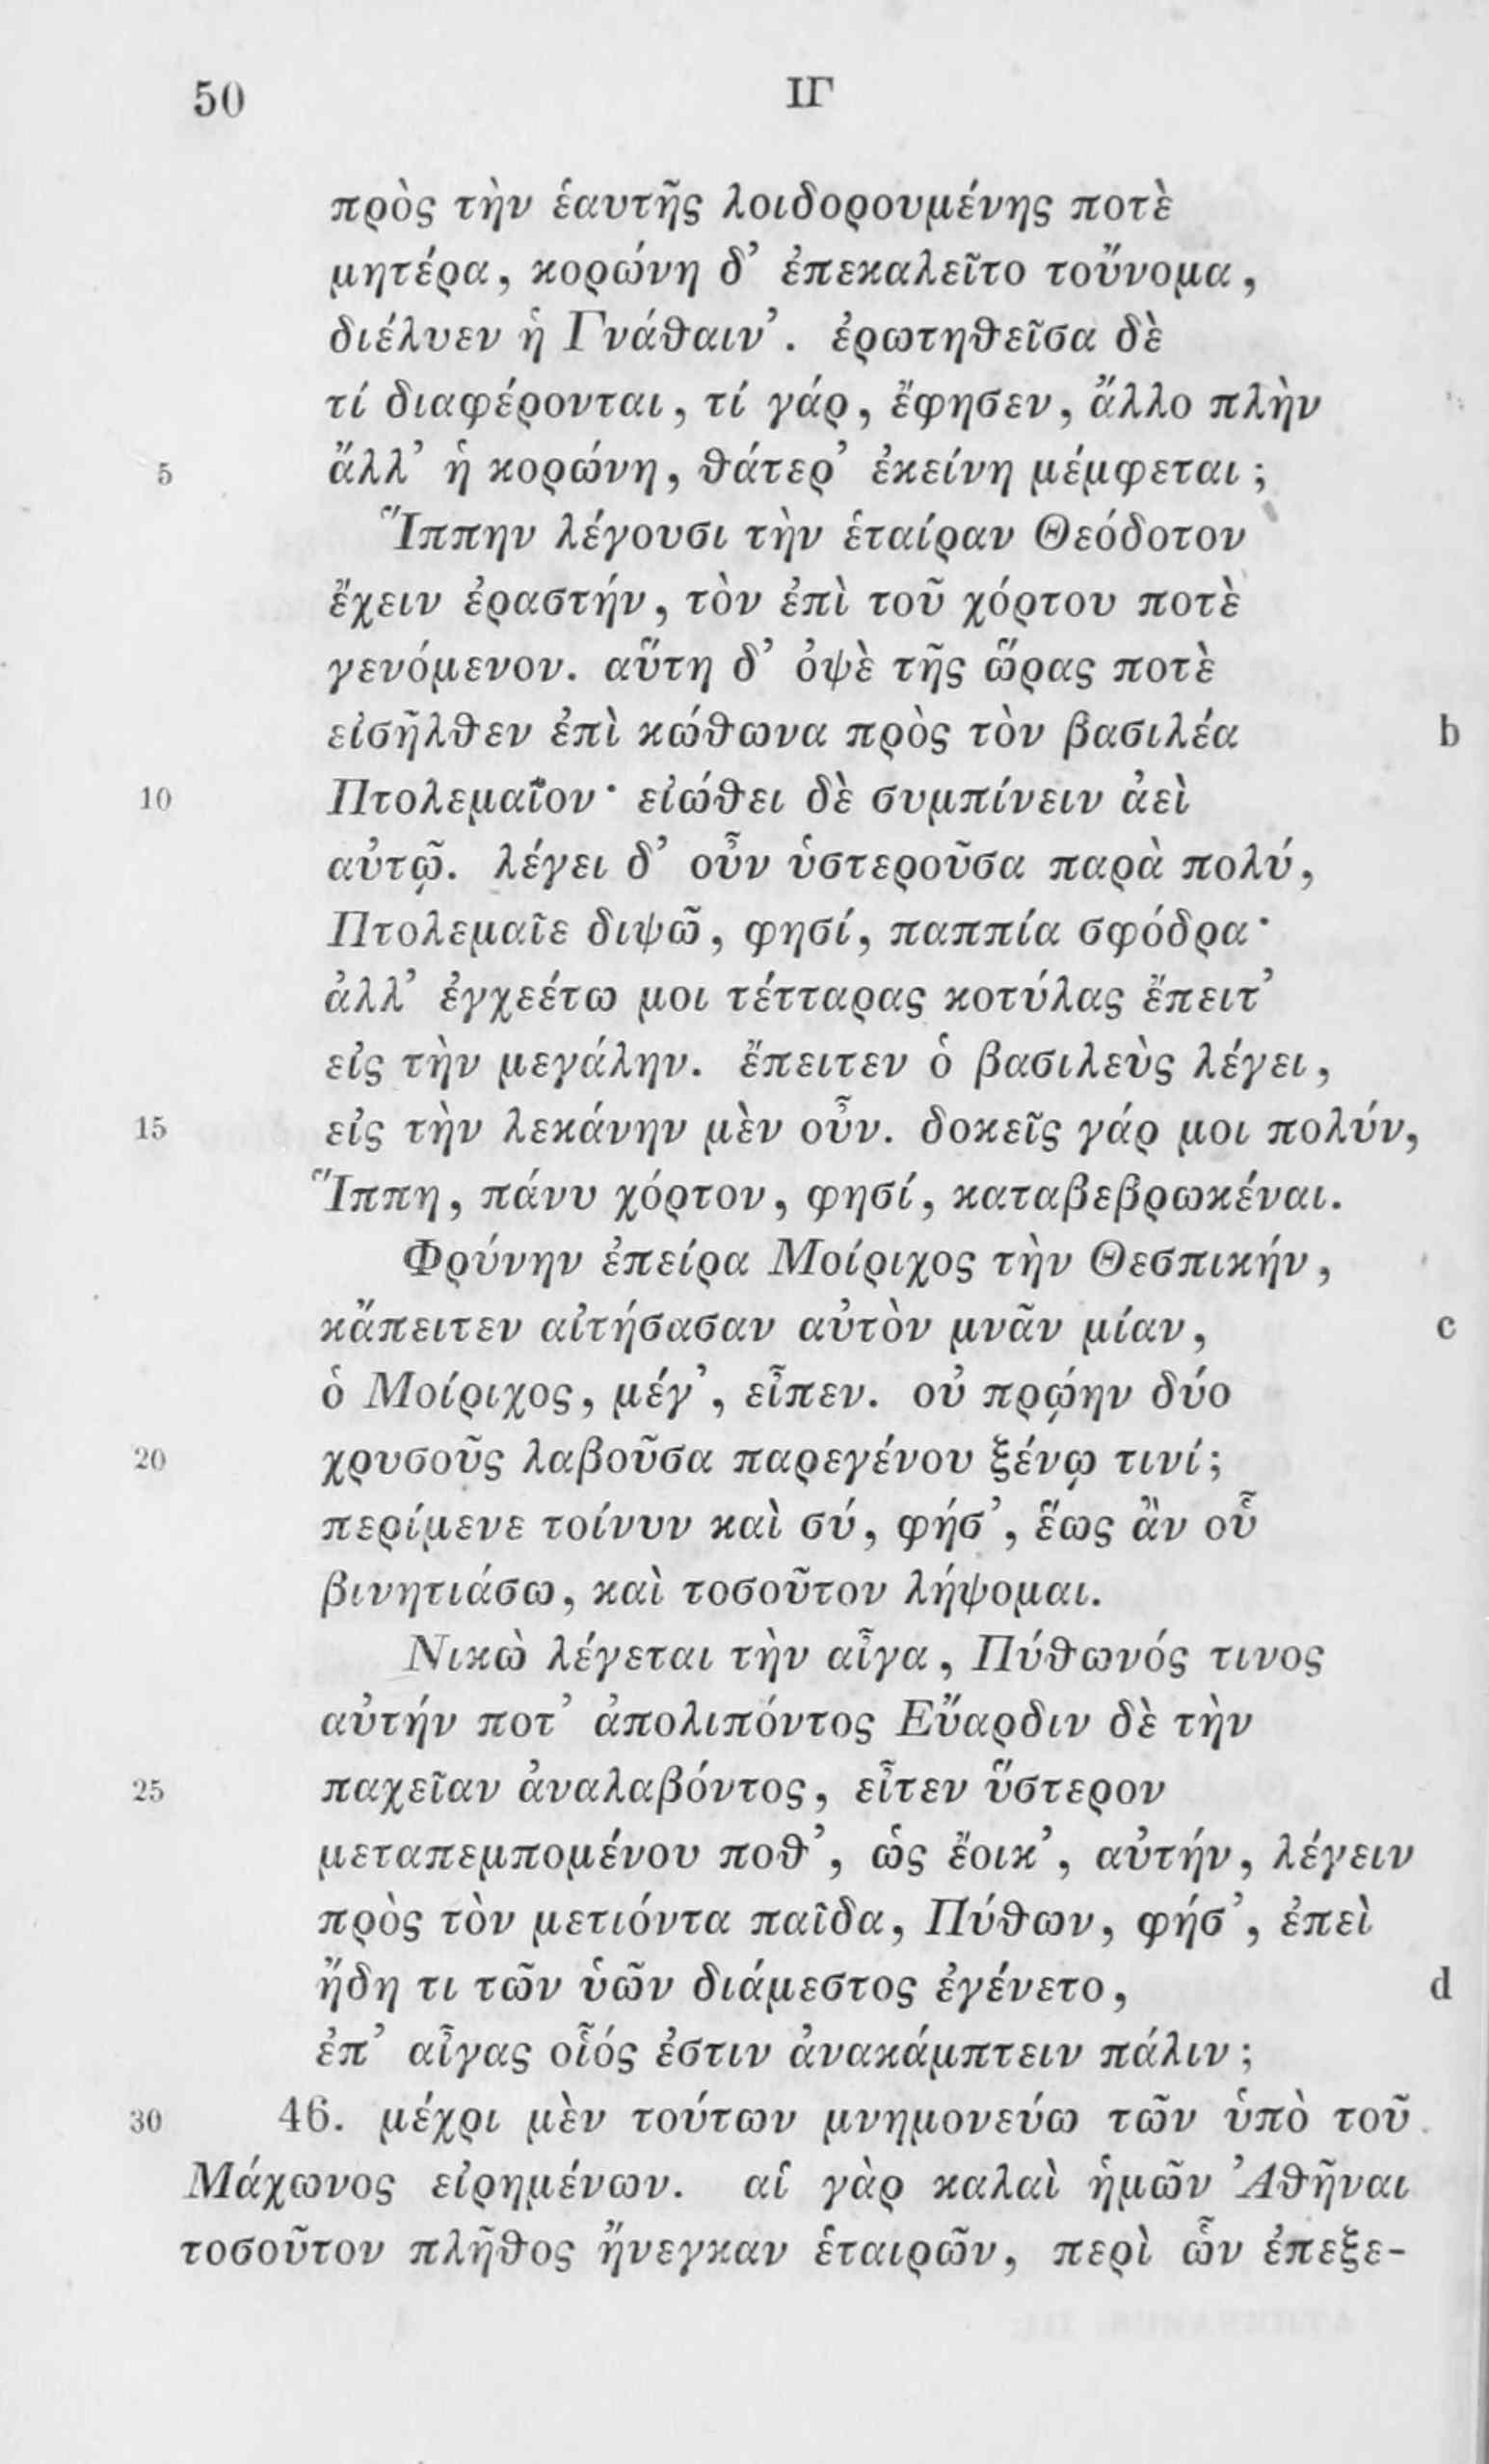 50 ΙΓ
πρὸς τὴν ἑαυτῆς λοιδορουμένης ποτὲ
μητέρα, κορώνη δ’ ἐπεκαλεῖτο τοὔνομα,
διέλυεν ἡ Γνάθαιν’. ἐρωτηθεῖσα δὲ
τί διαφέρονται, τί γάρ, ἔφησεν, ἄλλο πλὴν
5 ἄλλ’ ἡ κορώνη, θάτερ’ ἐκείνη μέμφεται;
Ἵππην λέγουσι τὴν ἑταίραν Θεόδοτον
ἔχειν ἐραστήν, τὸν ἐπὶ τοῦ χόρτου ποτὲ
γενόμενον. αὕτη δ’ ὀψὲ τῆς ὥρας ποτὲ
εἰσῆλθεν ἐπὶ κώθωνα πρὸς τὸν βασιλέα b
10 Πτολεμαῖον· εἰώθει δὲ συμπίνειν ἀεὶ
αὐτῷ. λέγει δ’ οὖν ὑστεροῦσα παρὰ πολύ,
Πτολεμαῖε διψῶ, φησί, παππία σφόδρα·
ἀλλ’ ἐγχεέτω μοι τέτταρας κοτύλας ἔπειτ’
εἰς τὴν μεγάλην. ἔπειτεν ὁ βασιλεὺς λέγει,
15 εἰς τὴν λεκάνην μὲν οὖν. δοκεῖς γάρ μοι πολύν,
Ἵππη, πάνυ χόρτον, φησί, καταβεβρωκέναι.
Φρύνην ἐπείρα Μοίριχος τὴν Θεσπικήν,
κἄπειτεν αἰτήσασαν αὐτὸν μνᾶν μίαν, c
ὁ Μοίριχος, μέγ’, εἶπεν. οὐ πρῴην δύο
20 χρυσοῦς λαβοῦσα παρεγένου ξένῳ τινί;
περίμενε τοίνυν καὶ σύ, φήσ’, ἕως ἂν οὗ
βινητιάσω, καὶ τοσοῦτον λήψομαι.
Νικὼ λέγεται τὴν αἶγα, Πύθωνός τινος
αὐτήν ποτ’ ἀπολιπόντος Εὔαρδιν δὲ τὴν
25 παχεῖαν ἀναλαβόντος, εἶτεν ὕστερον
μεταπεμπομένου ποθ’, ὡς ἔοικ’, αὐτήν, λέγειν
πρὸς τὸν μετιόντα παῖδα, Πύθων, φήσ’, ἐπεὶ
ἤδη τι τῶν ὑῶν διάμεστος ἐγένετο, d
ἐπ’ αἶγας οἷός ἐστιν ἀνακάμπτειν πάλιν;
30 46. μέχρι μὲν τούτων μνημονεύω τῶν ὑπὸ τοῦ
Μάχωνος εἰρημένων. αἱ γὰρ καλαὶ ἡμῶν Ἀθῆναι
τοσοῦτον πλῆθος ἤνεγκαν ἑταιρῶν, περὶ ὧν ἐπεξε-